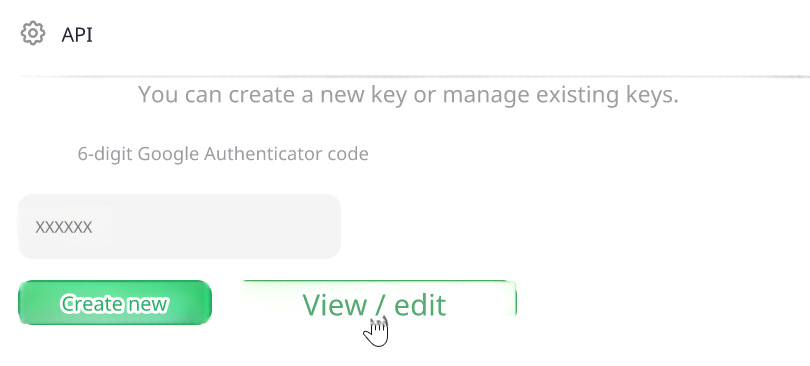 API
You can create a new key or manage existing keys.
6-digit Google Authenticator code
XXXXXX
Create new
View / edit